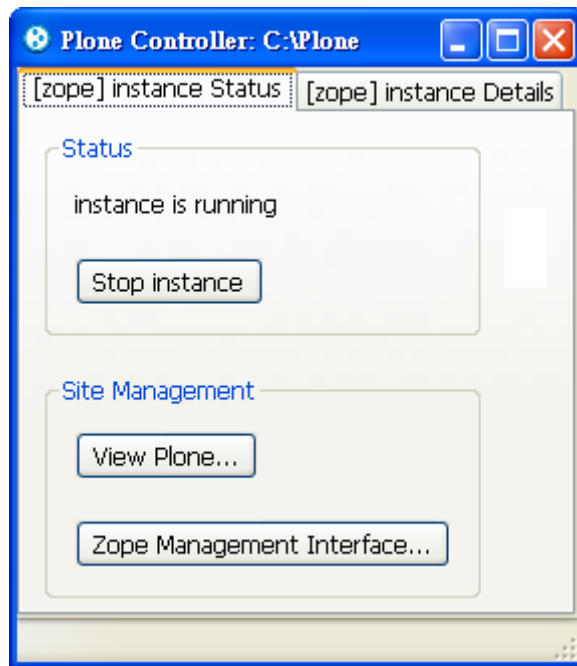 Plone Controller: C:\Plone
[zope] instance Status [zope] instance Details
Status
instance is running
Stop instance
Site Management
View Plone...
Zope Management Interface...